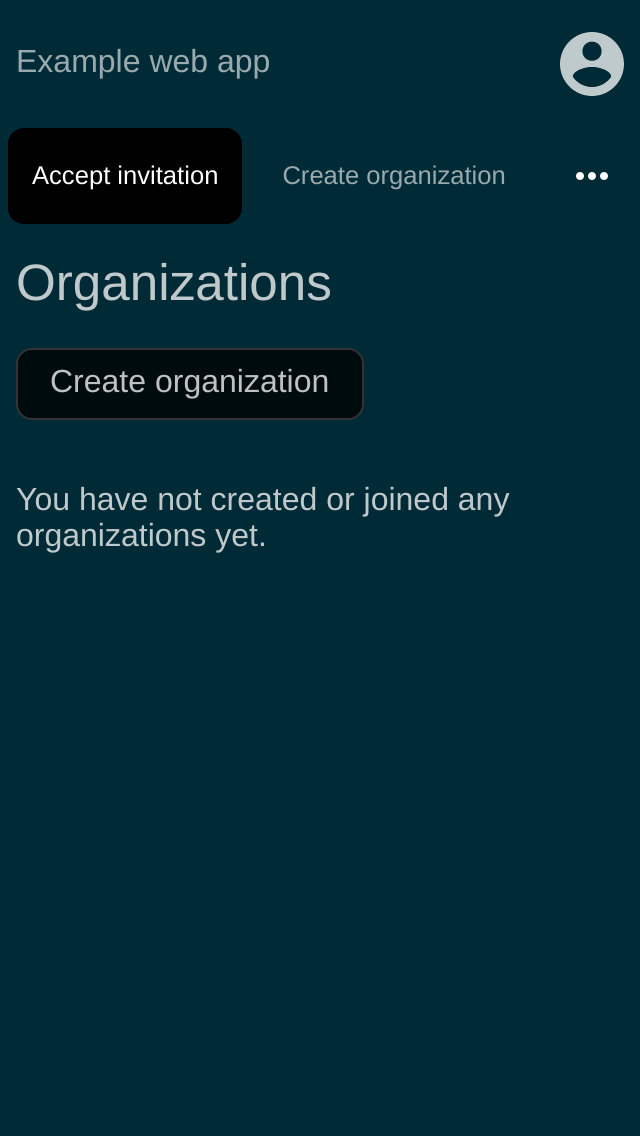 Example web app
Accept invitation
Create organization
Organizations
Create organization
You have not created or joined any
organizations yet.